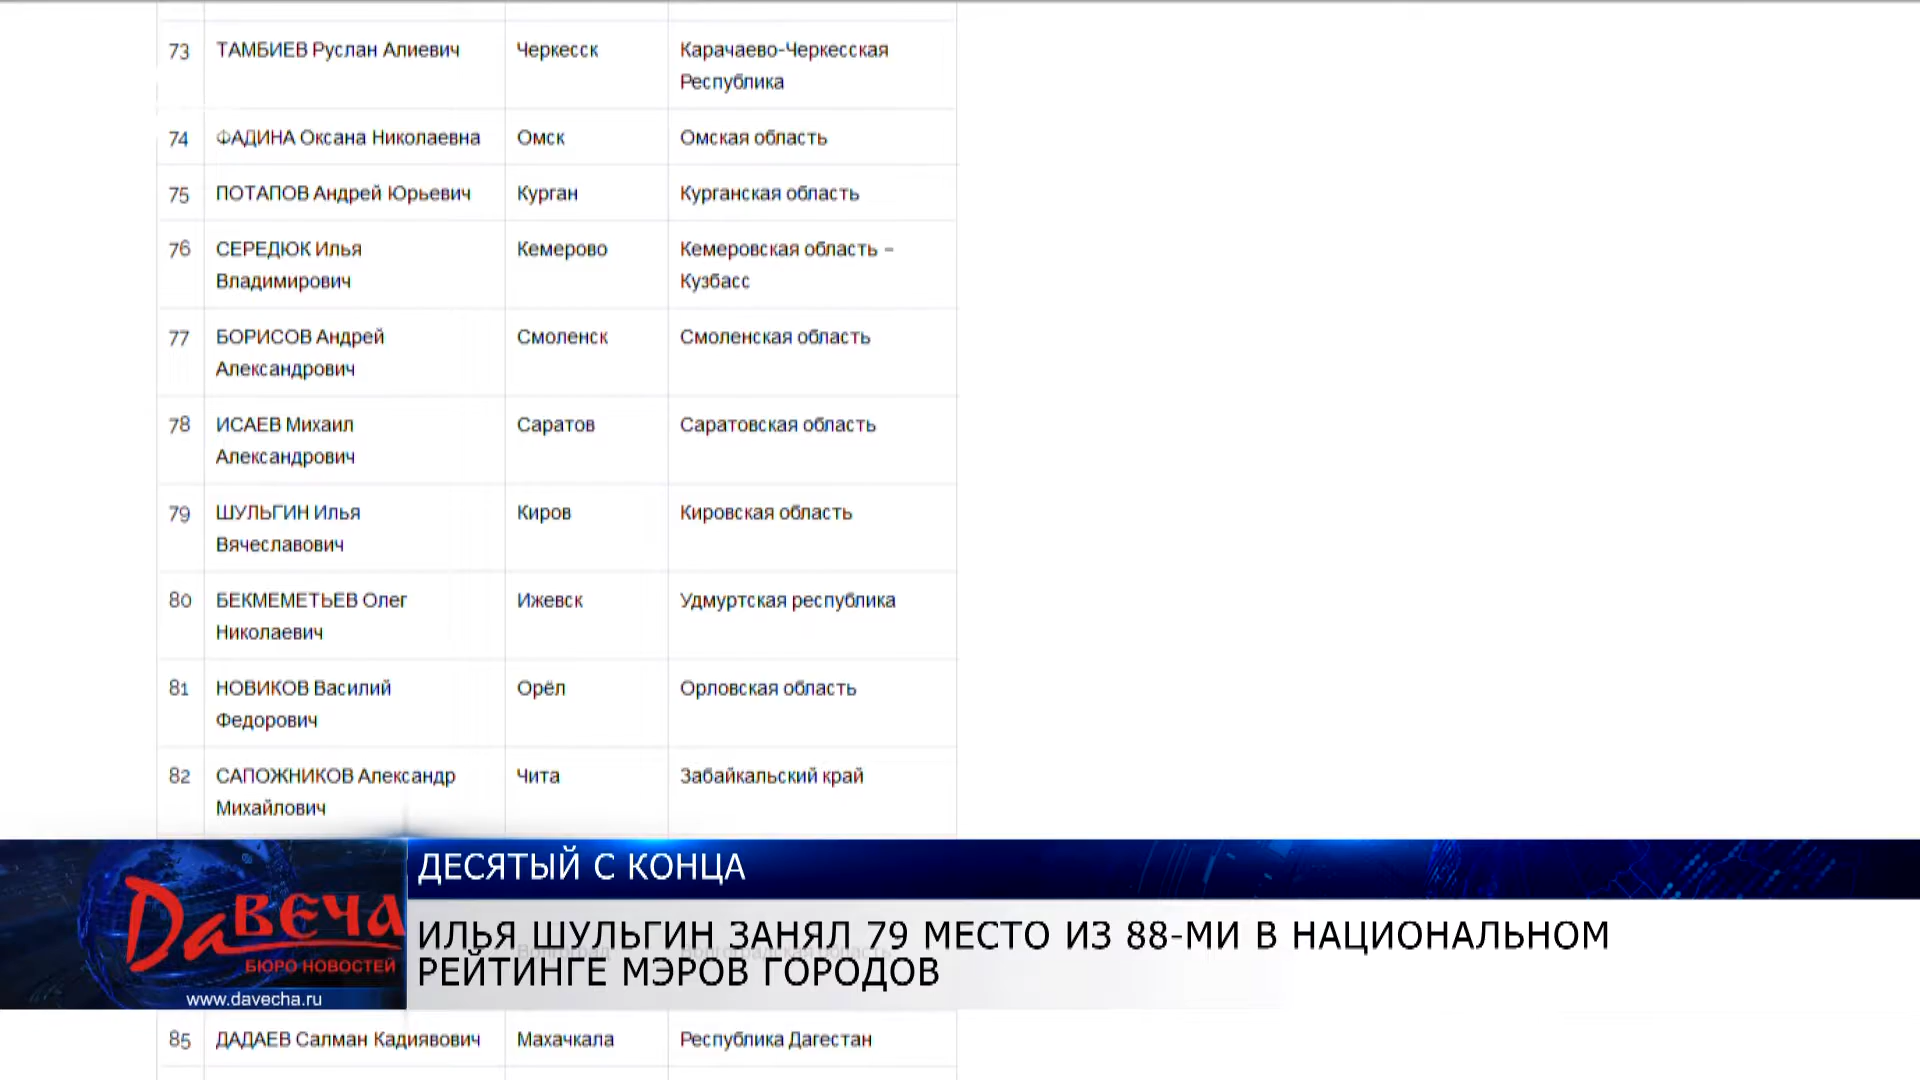 73 ТАМБИЕВ Руслан Алиевич Черкесск Карачаево-Черкесская
Республика
74 ФАДИНА Оксана Николаевна Омск Омская область
75 ПОТАПОВ Андрей Юрьевич Курган Курганская область
76 СЕРЕДЮК Илья Кемерово Кемеровская область –
Владимирович Кузбасс
77 БОРИСОВ Андрей Смоленск Смоленская область
Александрович
78 ИСАЕВ Михаил Саратов Саратовская область
Александрович
79 ШУЛЬГИН Илья Киров Кировская область
Вячеславович
80 БЕКМЕМЕТЬЕВ Олег Ижевск Удмуртская республика
Николаевич
81 НОВИКОВ Василий Орёл Орловская область
Федорович
82 САПОЖНИКОВ Александр Чита Забайкальский край
Михайлович
ДЕСЯТЫЙ С КОНЦА
ДаВЕЧА
БЮРО НОВОСТЕЙ
www.davecha.ru
ИЛЬЯ ШУЛЬГИН ЗАНЯЛ 79 МЕСТО ИЗ 88-МИ В НАЦИОНАЛЬНОМ
РЕЙТИНГЕ МЭРОВ ГОРОДОВ
Волгоград Волгоградская область
85 ДАДАЕВ Салман Кадиявович Махачкала Республика Дагестан